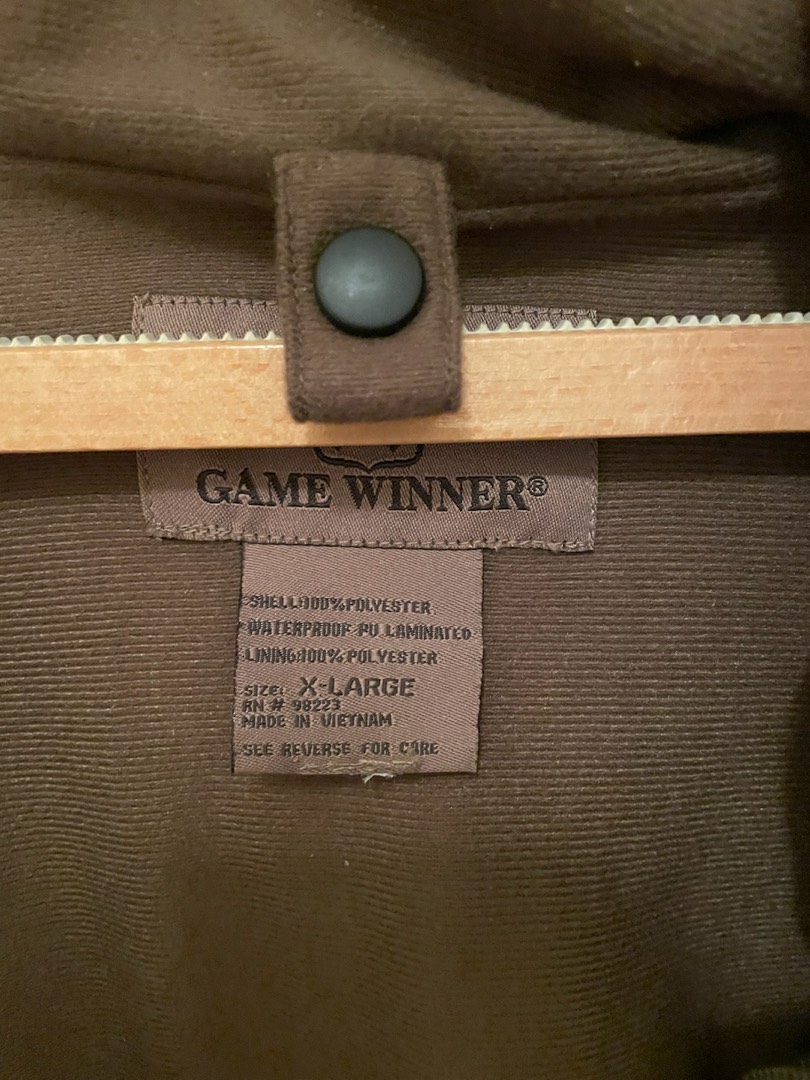 GAME WINNER®
SHELL:100%POLYESTER
WATERPROOF PU LAMINATED
LINING:100%POLYESTER
SIZE: X-LARGE
RN # 98223
MADE IN VIETNAM
SEE REVERSE FOR CARE